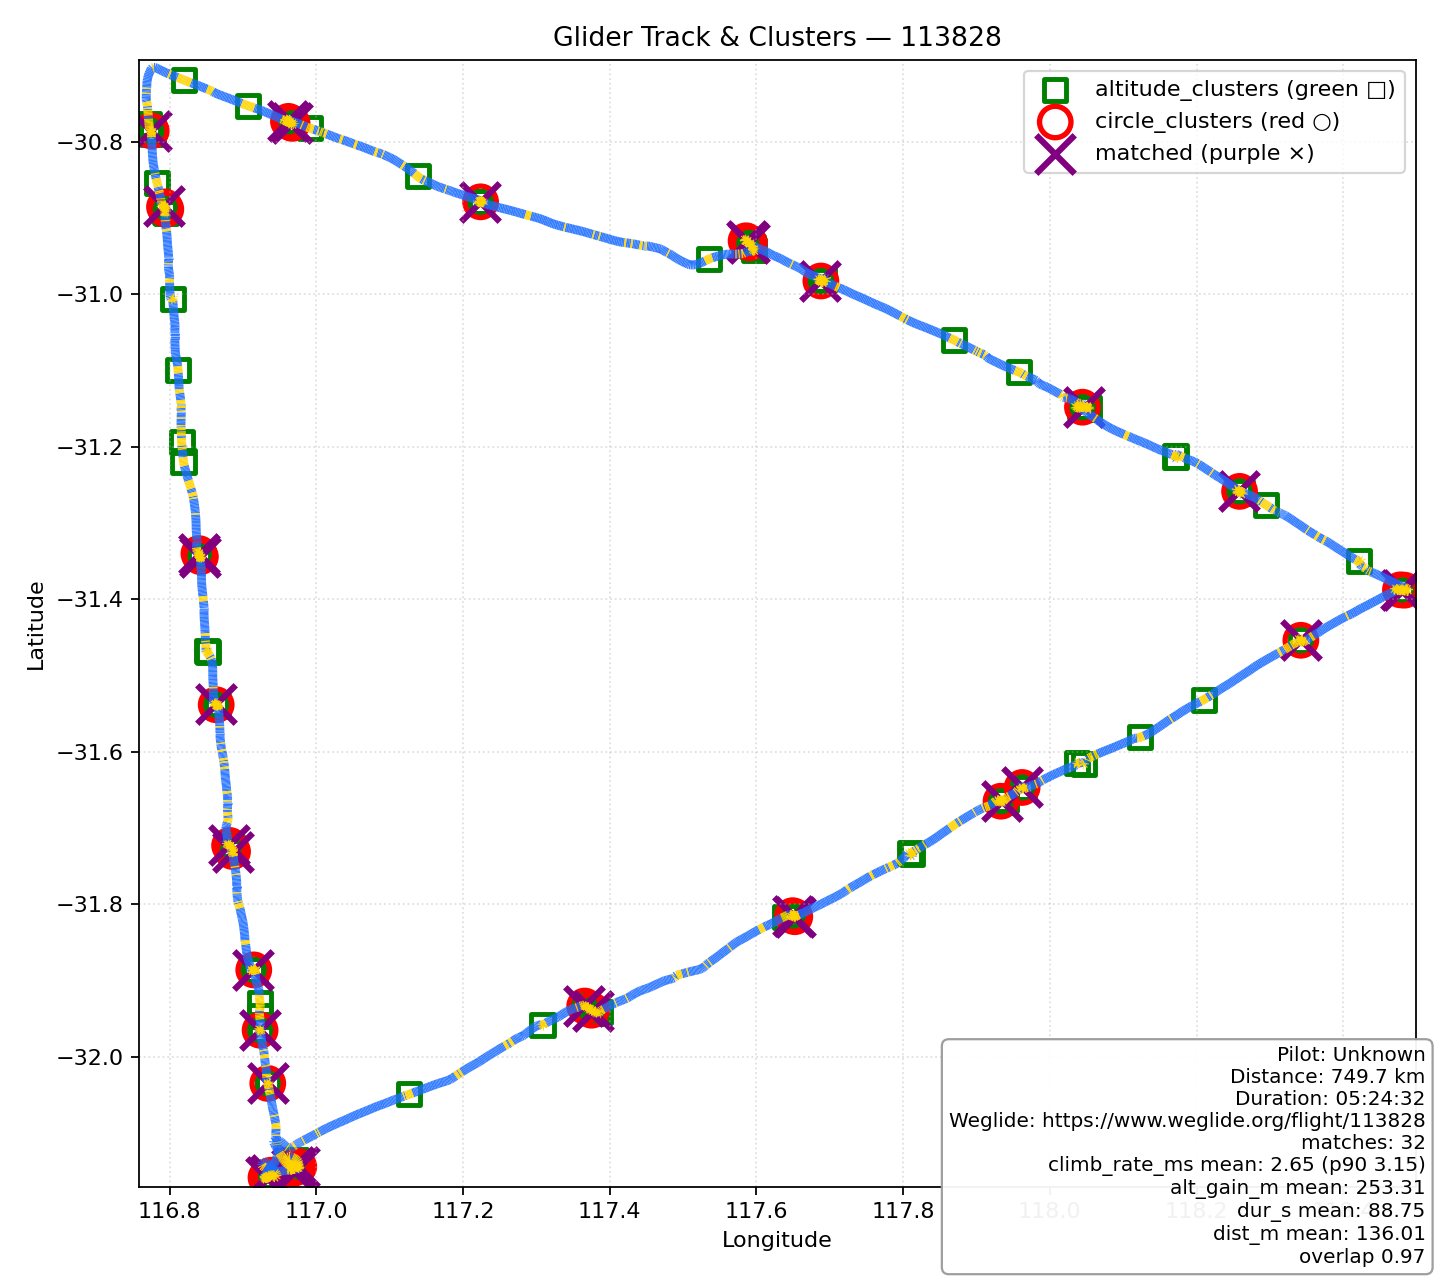 Glider Track & Clusters — 113828
altitude_clusters (green □)
circle_clusters (red ○)
matched (purple ×)
Latitude
−30.8
−31.0
−31.2
−31.4
−31.6
−31.8
−32.0
116.8 117.0 117.2 117.4 117.6 117.8 118.0 118.2
Longitude
Pilot: Unknown
Distance: 749.7 km
Duration: 05:24:32
Weglide: https://www.weglide.org/flight/113828
matches: 32
climb_rate_ms mean: 2.65 (p90 3.15)
alt_gain_m mean: 253.31
dur_s mean: 88.75
dist_m mean: 136.01
overlap 0.97